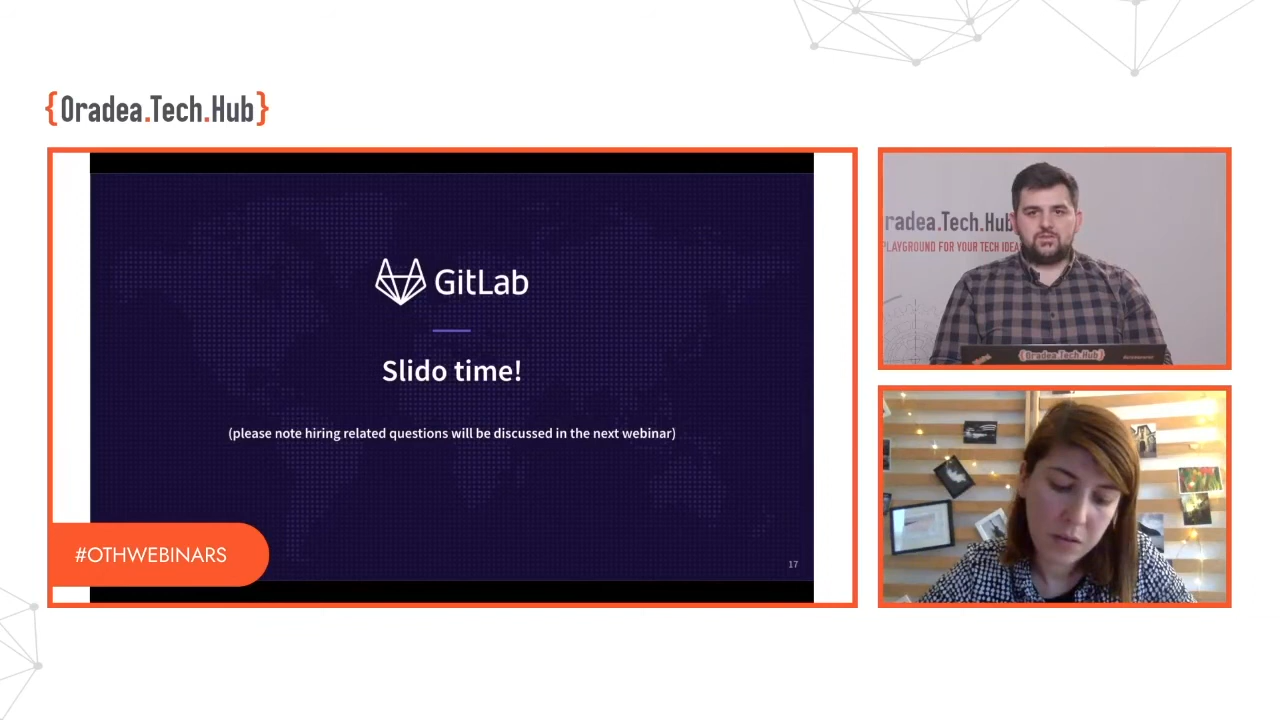 {Oradea.Tech.Hub}
GitLab
Slido time!
(please note hiring related questions will be discussed in the next webinar)
17
#OTHWEBINARS
radea.Tech.Hub
PLAYGROUND FOR YOUR TECH IDEA
{Oradea.Tech.Hub}